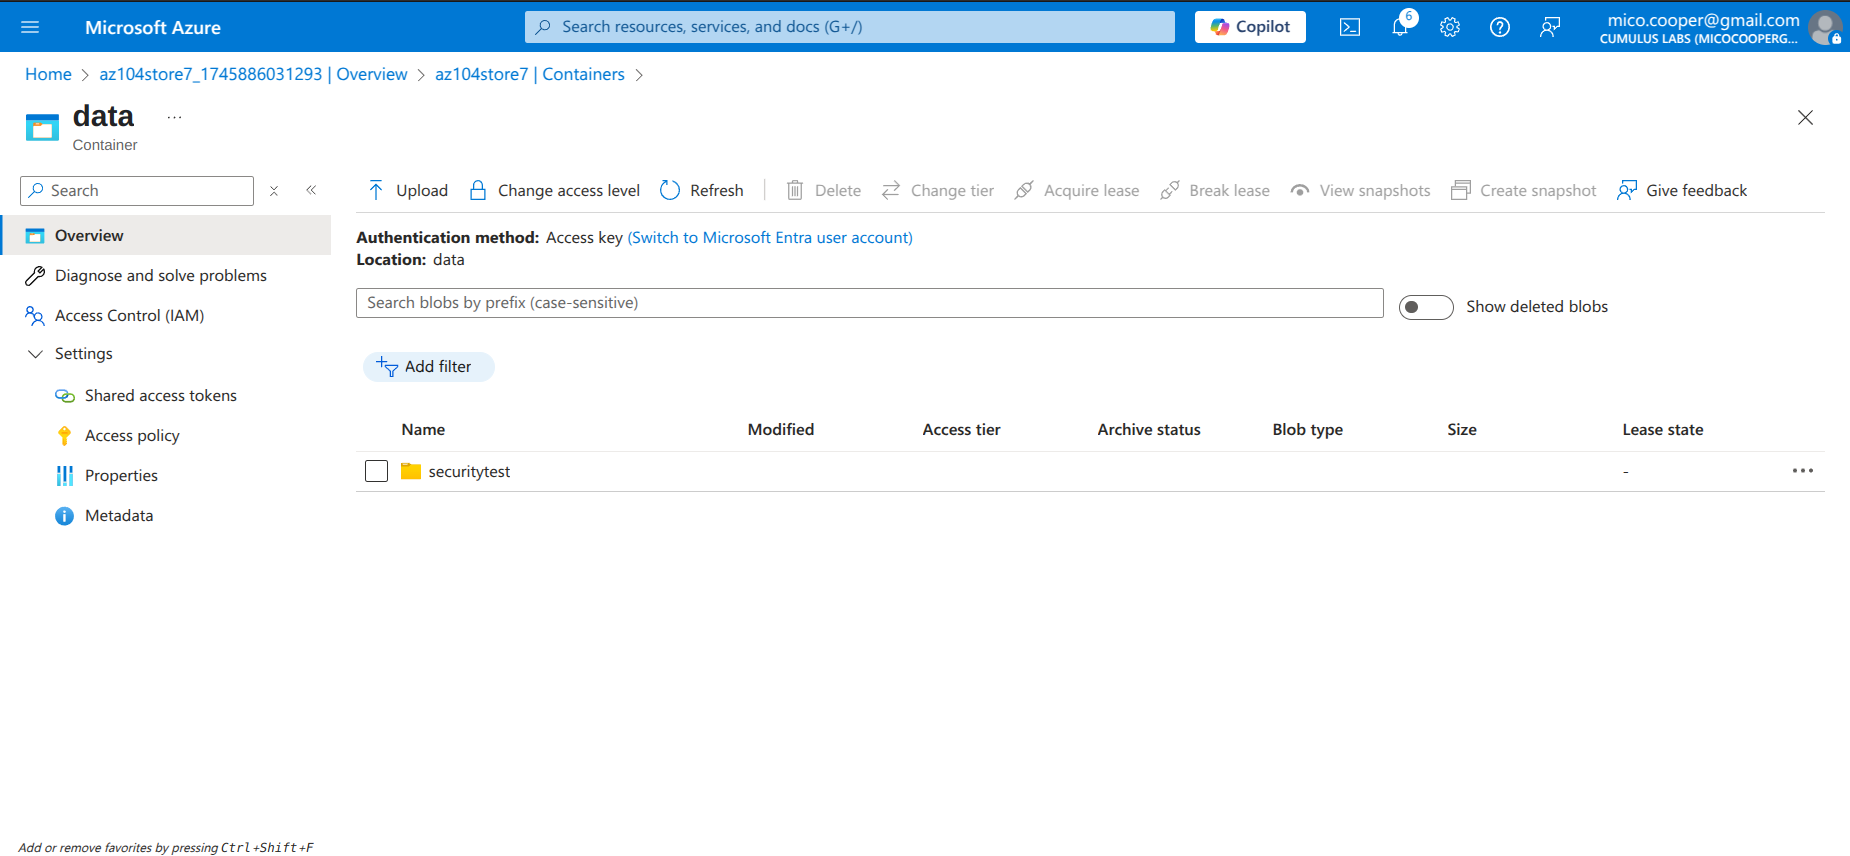 Microsoft Azure
Search resources, services, and docs (G+/)
Copilot
6
mico.cooper@gmail.com
CUMULUS LABS (MICOCOOPERG...
Home > az104store7_1745886031293 | Overview > az104store7 | Containers >
data ...
Container
Search
Upload Change access level Refresh Delete Change tier Acquire lease Break lease View snapshots Create snapshot Give feedback
Overview
Diagnose and solve problems
Access Control (IAM)
Settings
Shared access tokens
Access policy
Properties
Metadata
Authentication method: Access key (Switch to Microsoft Entra user account)
Location: data
Search blobs by prefix (case-sensitive)
Show deleted blobs
Add filter
Name Modified Access tier Archive status Blob type Size Lease state
securitytest -
Add or remove favorites by pressing Ctrl+Shift+F